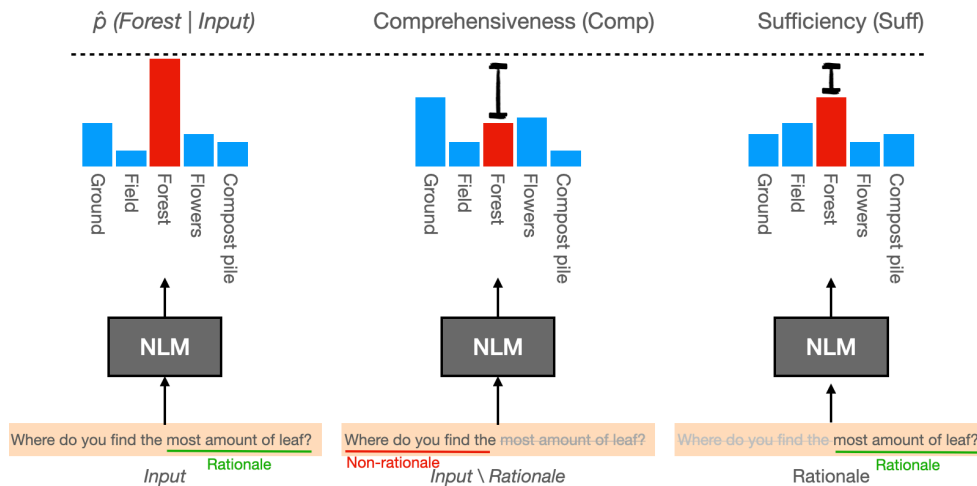 p̂ (Forest | Input)
Ground
Field
Forest
Flowers
Compost pile
NLM
Where do you find the most amount of leaf?
Rationale
Input
Comprehensiveness (Comp)
Ground
Field
Forest
Flowers
Compost pile
NLM
Where do you find the most amount of leaf?
Non-rationale
Input \ Rationale
Sufficiency (Suff)
Ground
Field
Forest
Flowers
Compost pile
NLM
Where do you find the most amount of leaf?
Rationale
Rationale